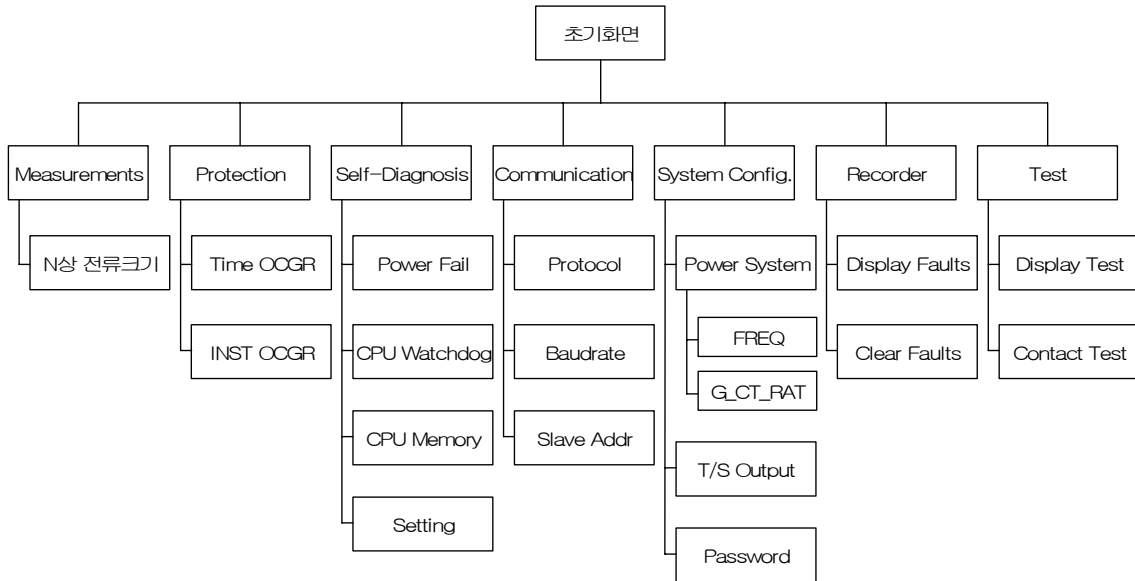 초기화면
Measurements
Protection
Self-Diagnosis
Communication
System Config.
Recorder
Test
N상 전류크기
Time OCGR
Power Fail
Protocol
Power System
Display Faults
Display Test
INST OCGR
CPU Watchdog
Baudrate
FREQ
Clear Faults
Contact Test
G_CT_RAT
CPU Memory
Slave Addr
T/S Output
Setting
Password